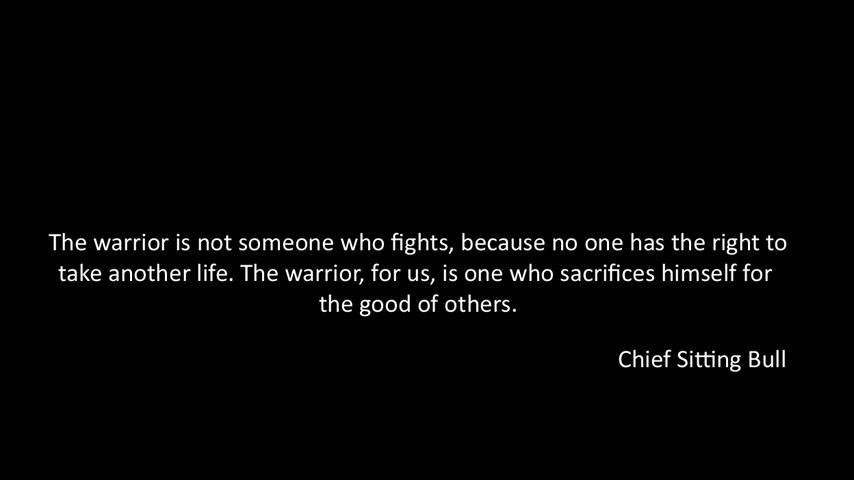 The warrior is not someone who fights, because no one has the right to
take another life. The warrior, for us, is one who sacrifices himself for
the good of others.
Chief Sitting Bull